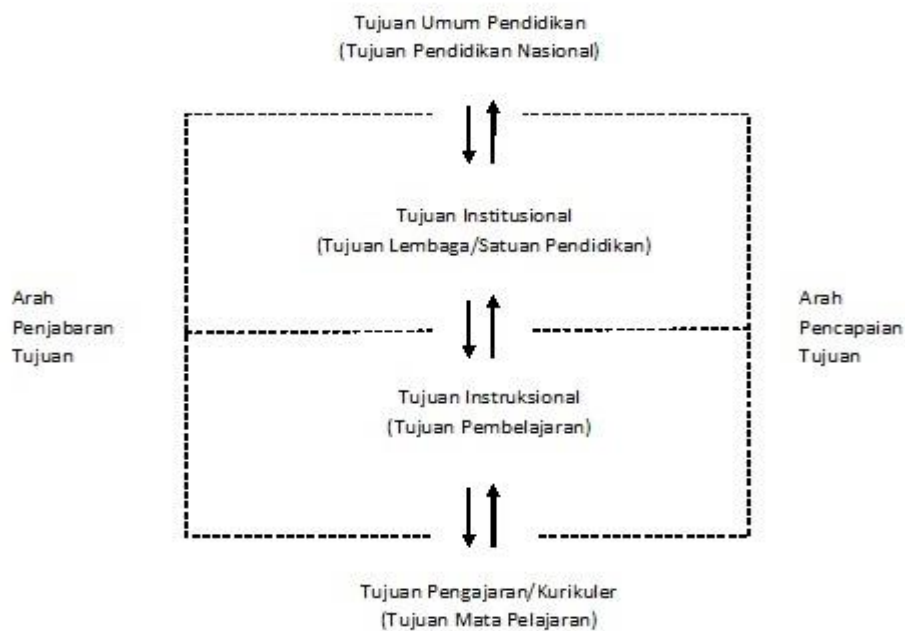 Tujuan Umum Pendidikan
(Tujuan Pendidikan Nasional)
Tujuan Institusional
(Tujuan Lembaga/Satuan Pendidikan)
Arah
Penjabaran
Tujuan
Arah
Pencapaian
Tujuan
Tujuan Instruksional
(Tujuan Pembelajaran)
Tujuan Pengajaran/Kurikuler
(Tujuan Mata Pelajaran)